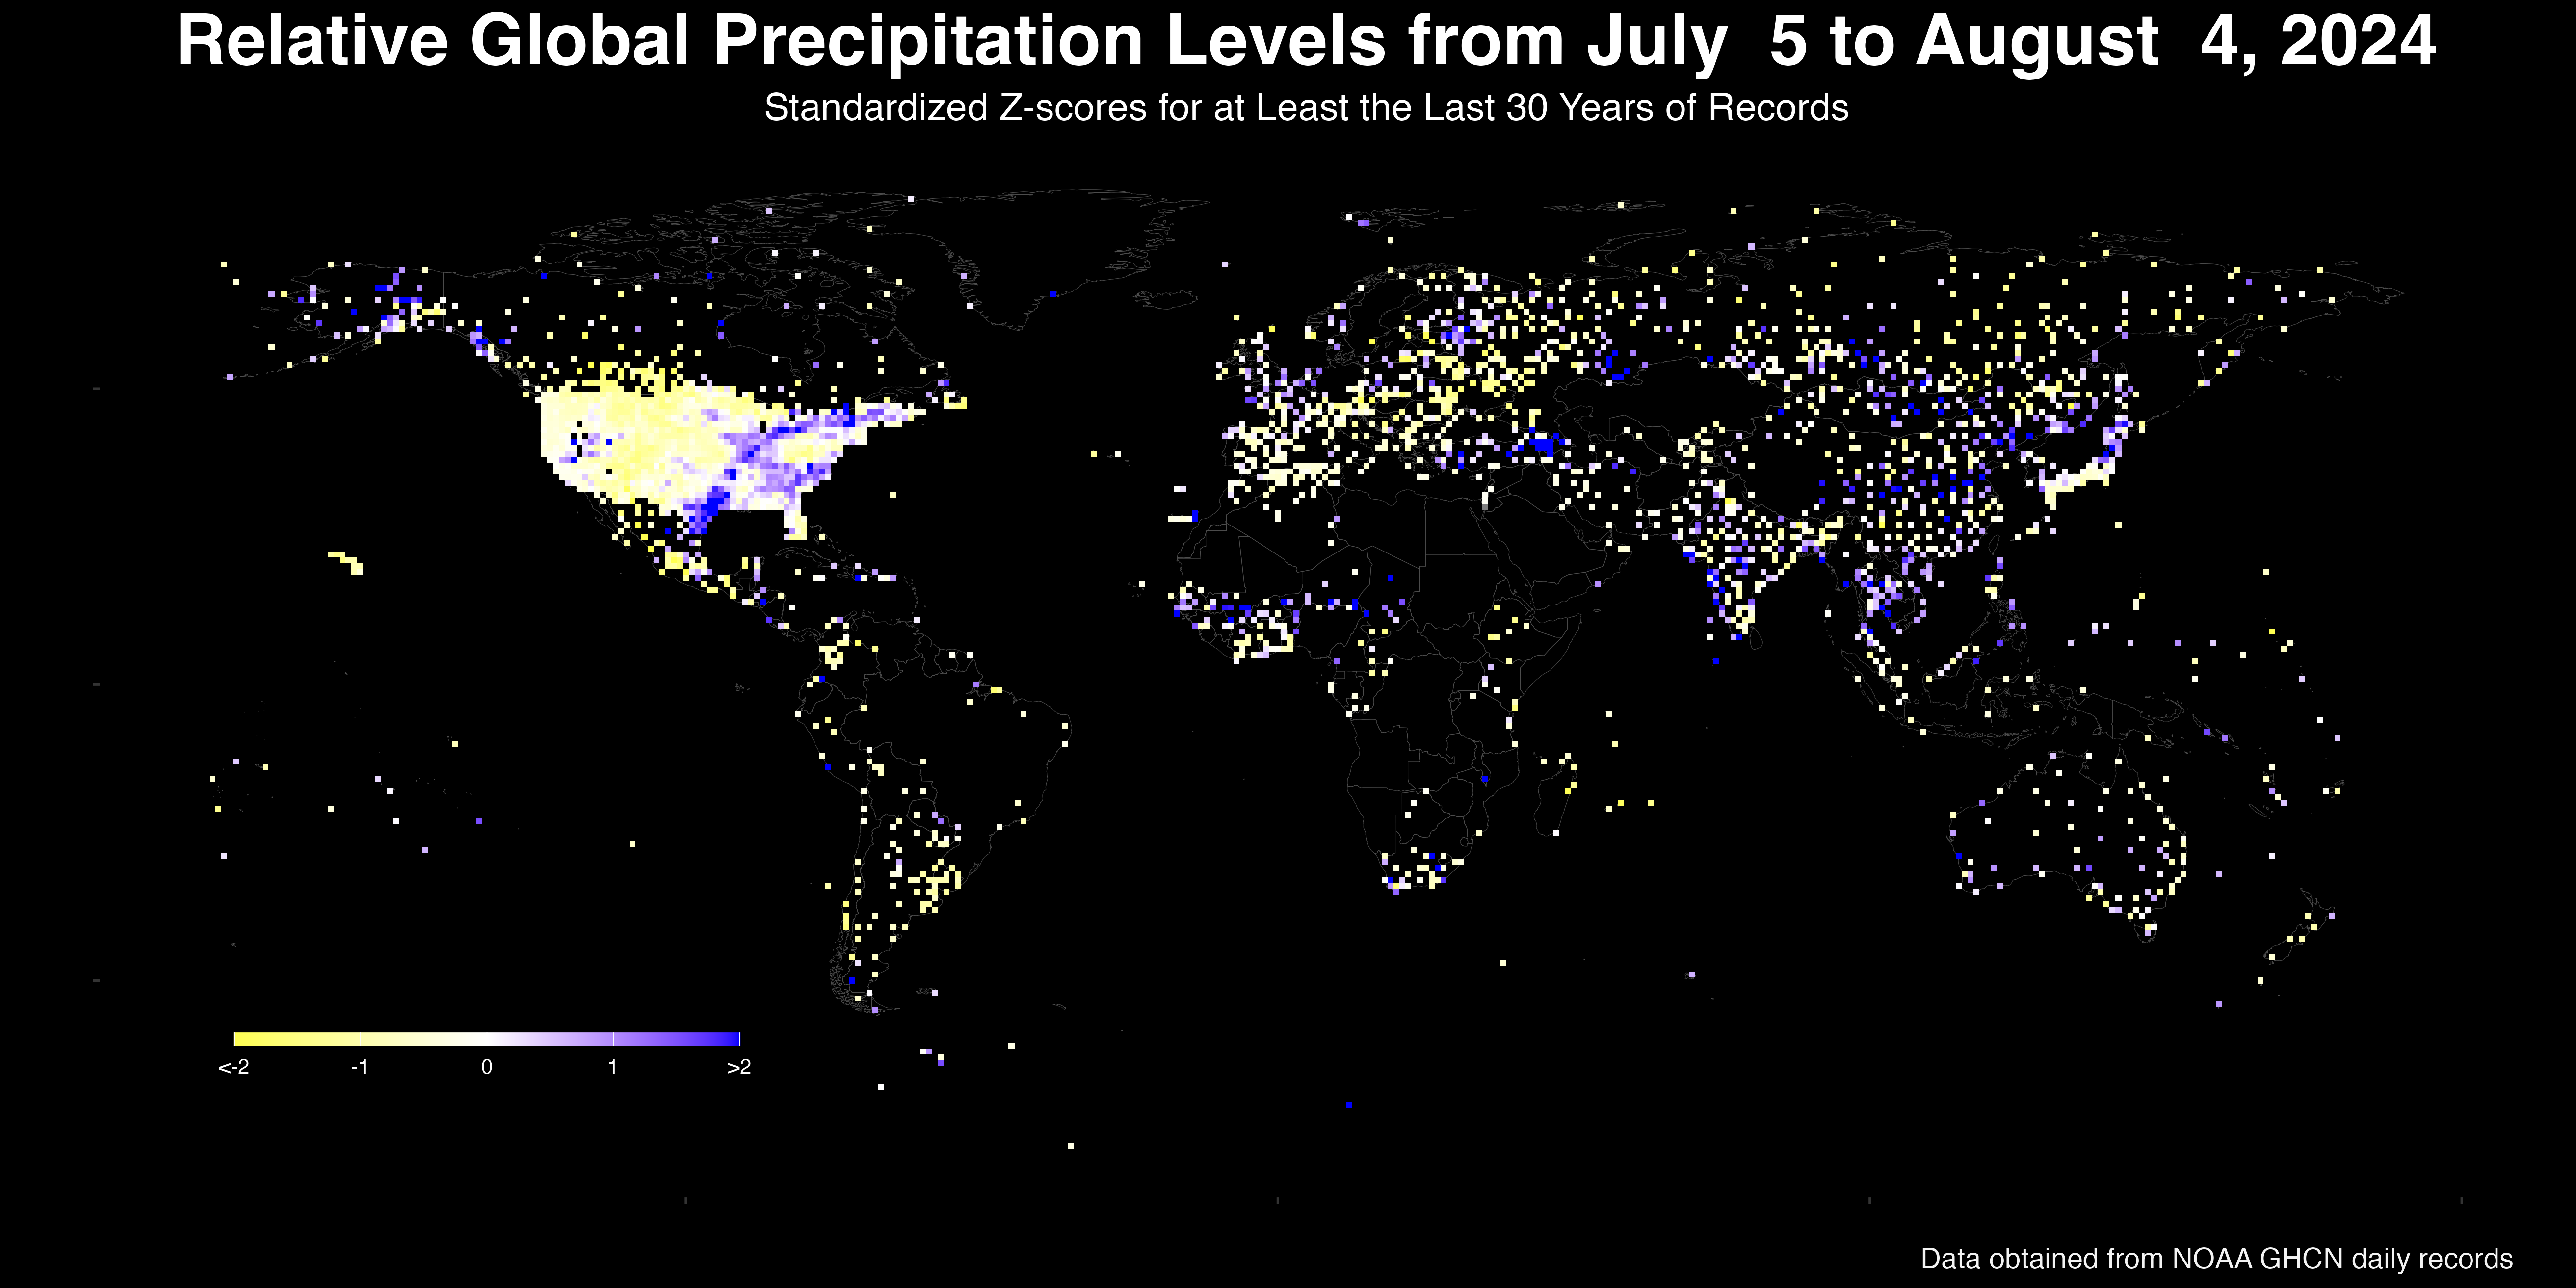 Relative Global Precipitation Levels from July  5 to August  4, 2024
Standardized Z-scores for at Least the Last 30 Years of Records
<-2 -1 0 1 >2
Data obtained from NOAA GHCN daily records